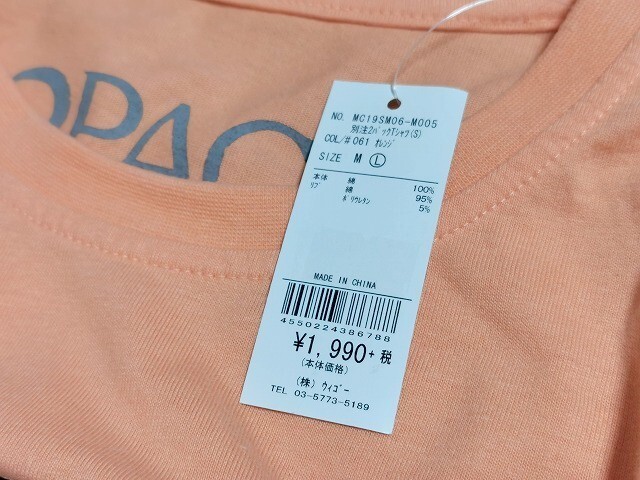 OPAQ
NO. MC19SM06-M005
別注2パックTシャツ(S)
COL/# 061 オレンジ
SIZE M Ⓛ
本体 綿 100%
リブ 綿 95%
ポリウレタン 5%
MADE IN CHINA
4550224386788
¥1,990+税
(本体価格)
(株) ウィゴー
TEL 03-5773-5189